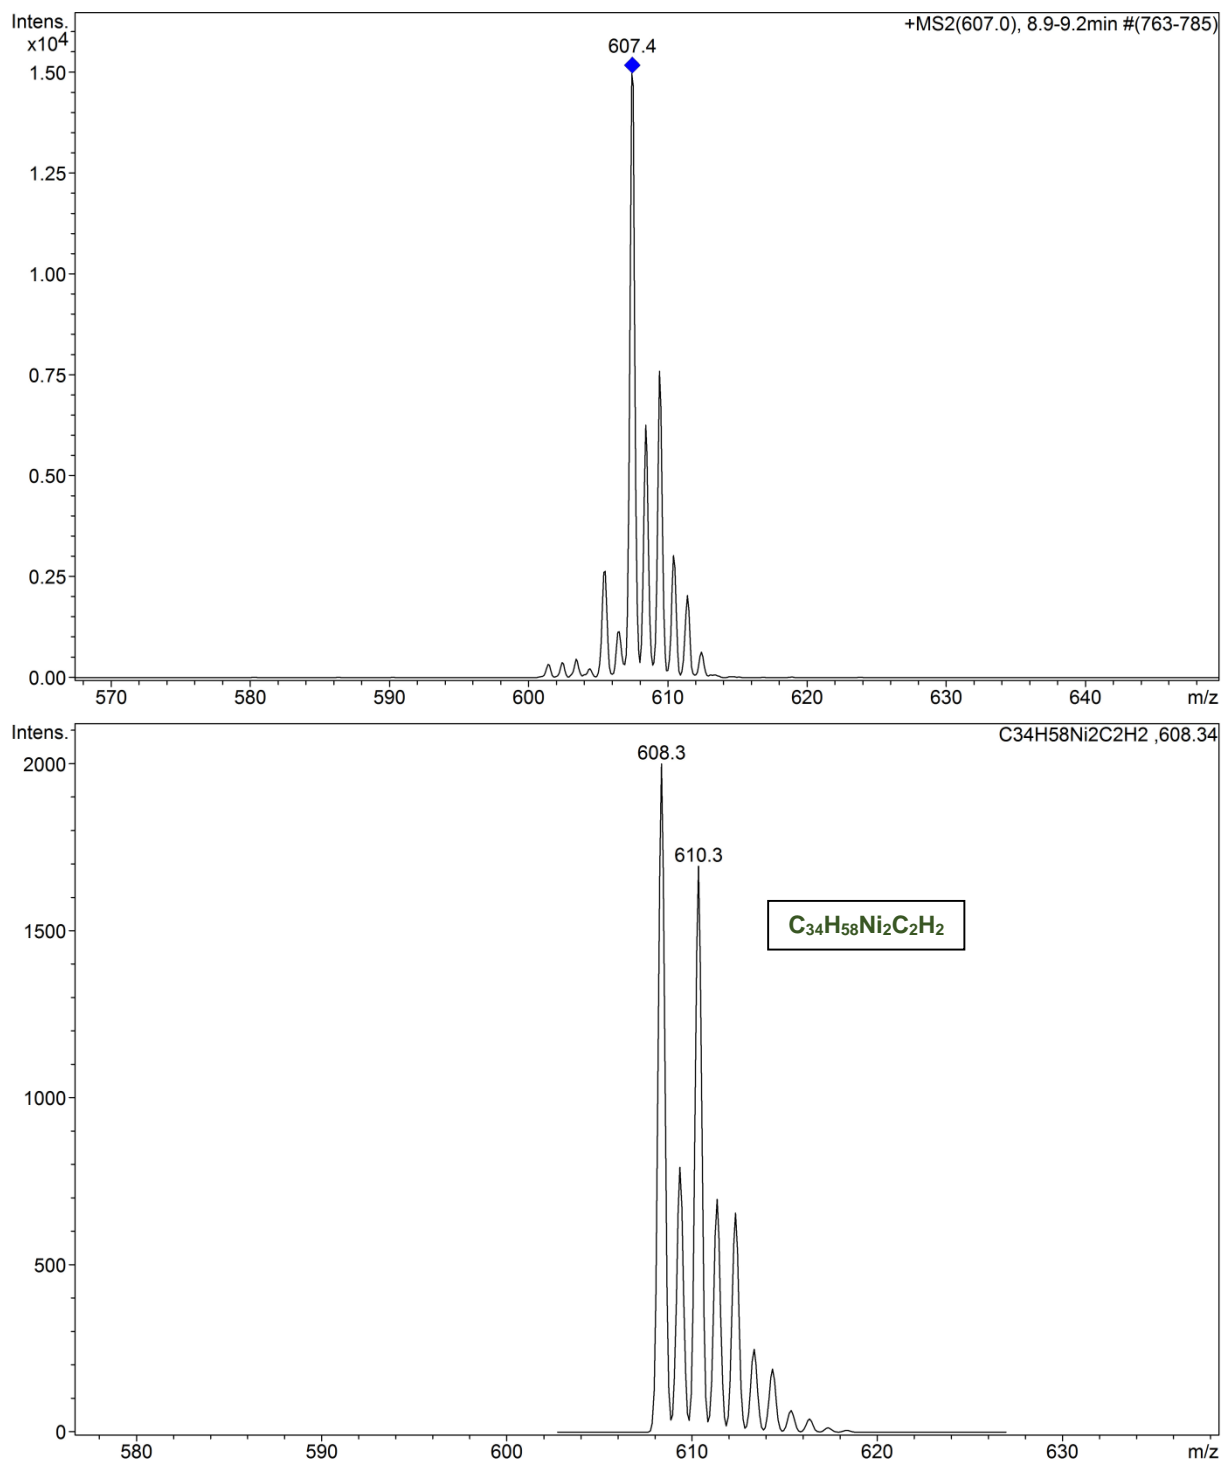 Intens.
x10⁴
+MS2(607.0), 8.9-9.2min #(763-785)
607.4
1.50
1.25
1.00
0.75
0.50
0.25
0.00
570 580 590 600 610 620 630 640 m/z
Intens.
C34H58Ni2C2H2 ,608.34
608.3
2000
610.3
C₃₄H₅₈Ni₂C₂H₂
1500
1000
500
0
580 590 600 610 620 630 m/z